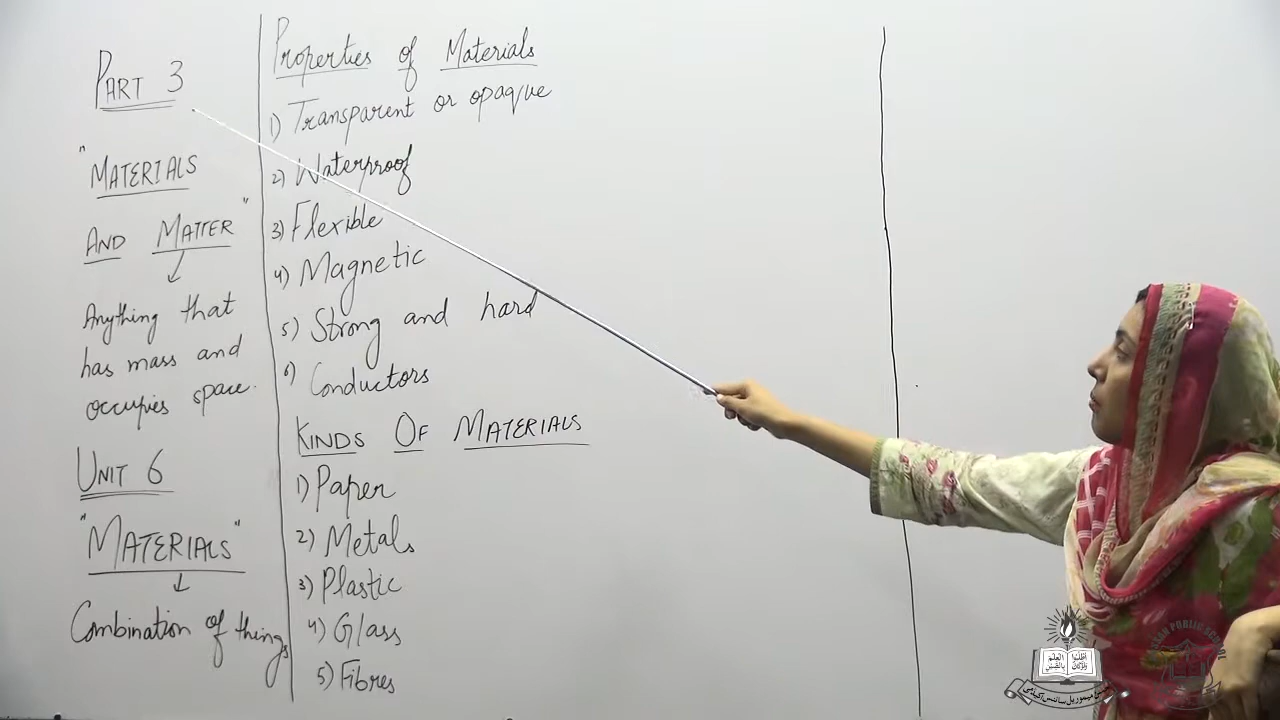 PART 3
"MATERIALS
AND MATTER"
Anything that
has mass and
occupies space.
UNIT 6
"MATERIALS"
Combination of things
Properties of Materials
1) Transparent or opaque
2) Waterproof
3) Flexible
4) Magnetic
5) Strong and hard
6) Conductors
KINDS OF MATERIALS
1) Paper
2) Metals
3) Plastic
4) Glass
5) Fibres
PUBLIC SCHOOL